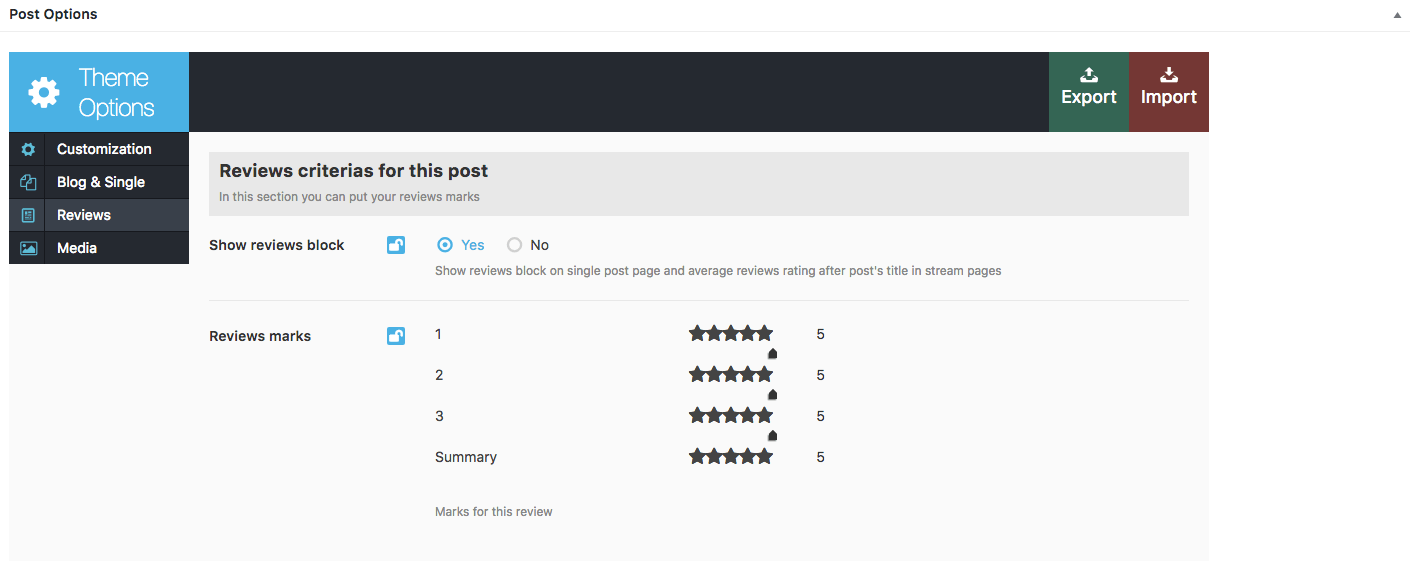 Post Options
Theme
Options
Export
Import
Customization
Blog & Single
Reviews
Media
Reviews criterias for this post
In this section you can put your reviews marks
Show reviews block
Yes
No
Show reviews block on single post page and average reviews rating after post's title in stream pages
Reviews marks
1 5
2 5
3 5
Summary 5
Marks for this review